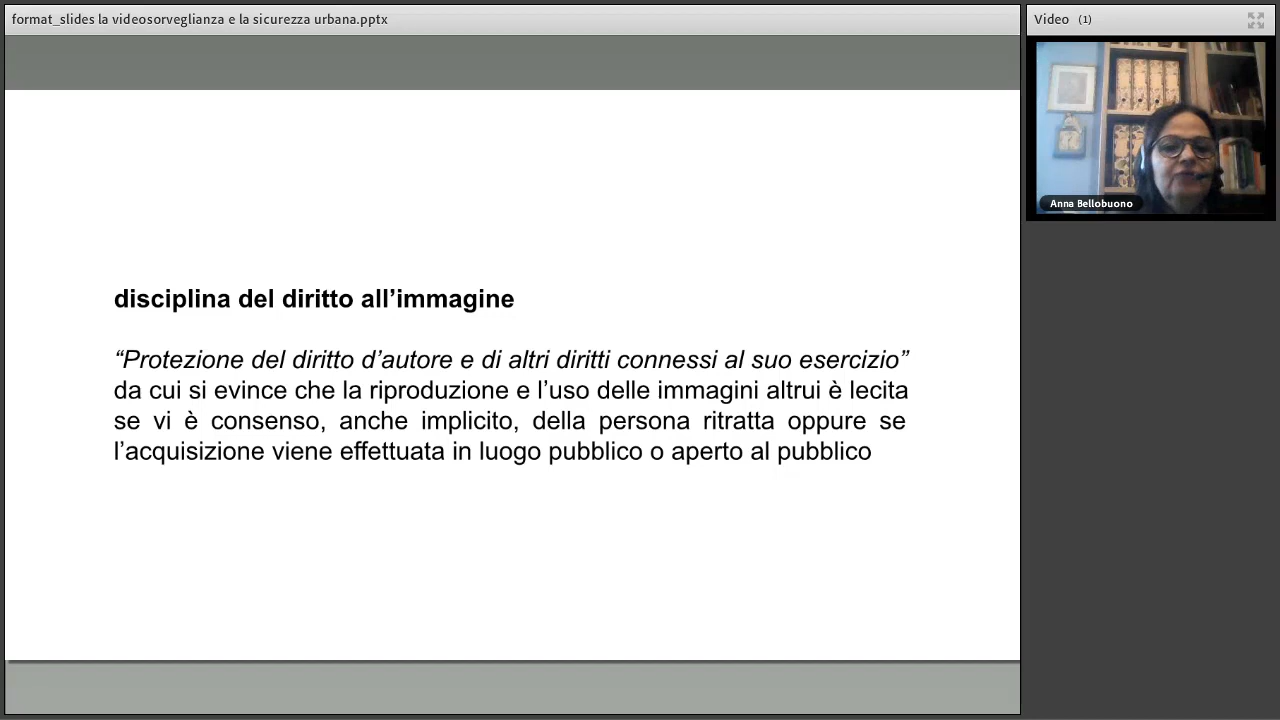 format_slides la videosorveglianza e la sicurezza urbana.pptx
Video (1)
Anna Bellobuono
disciplina del diritto all’immagine
“Protezione del diritto d’autore e di altri diritti connessi al suo esercizio”
da cui si evince che la riproduzione e l’uso delle immagini altrui è lecita
se vi è consenso, anche implicito, della persona ritratta oppure se
l’acquisizione viene effettuata in luogo pubblico o aperto al pubblico